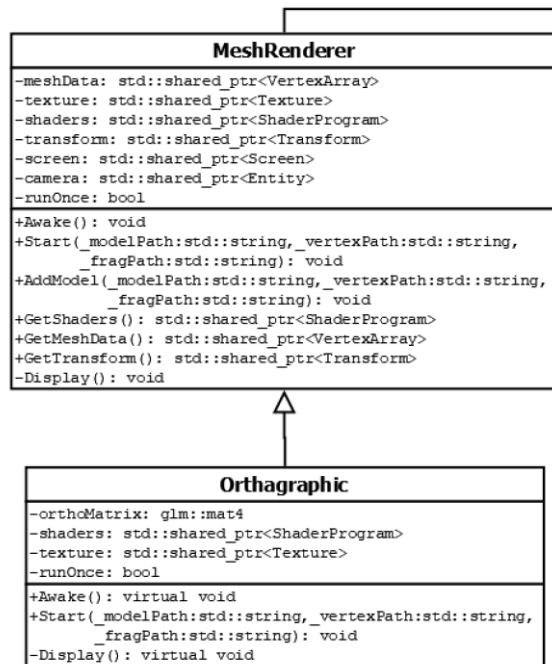 MeshRenderer
-meshData: std::shared_ptr<VertexArray>
-texture: std::shared_ptr<Texture>
-shaders: std::shared_ptr<ShaderProgram>
-transform: std::shared_ptr<Transform>
-screen: std::shared_ptr<Screen>
-camera: std::shared_ptr<Entity>
-runOnce: bool
+Awake(): void
+Start(_modelPath:std::string,_vertexPath:std::string,
_fragPath:std::string): void
+AddModel(_modelPath:std::string,_vertexPath:std::string,
_fragPath:std::string): void
+GetShaders(): std::shared_ptr<ShaderProgram>
+GetMeshData(): std::shared_ptr<VertexArray>
+GetTransform(): std::shared_ptr<Transform>
-Display(): void
Orthagraphic
-orthoMatrix: glm::mat4
-shaders: std::shared_ptr<ShaderProgram>
-texture: std::shared_ptr<Texture>
-runOnce: bool
+Awake(): virtual void
+Start(_modelPath:std::string,_vertexPath:std::string,
_fragPath:std::string): void
-Display(): virtual void